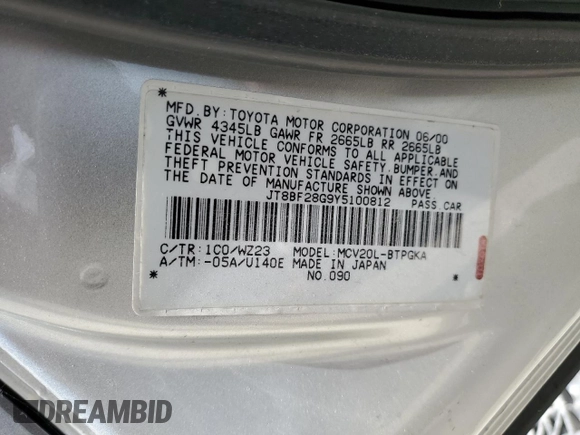 MFD. BY: TOYOTA MOTOR CORPORATION 06/00
GVWR 4345LB GAWR FR 2665LB RR 2665LB
THIS VEHICLE CONFORMS TO ALL APPLICABLE
FEDERAL MOTOR VEHICLE SAFETY, BUMPER, AND
THEFT PREVENTION STANDARDS IN EFFECT ON
THE DATE OF MANUFACTURE SHOWN ABOVE
JT8BF28G9Y5100812 PASS. CAR
C/TR: 1C0/WZ23 MODEL: MCV20L-BTPGKA
A/TM: -05A/U140E MADE IN JAPAN
NO. 090
DREAMBID